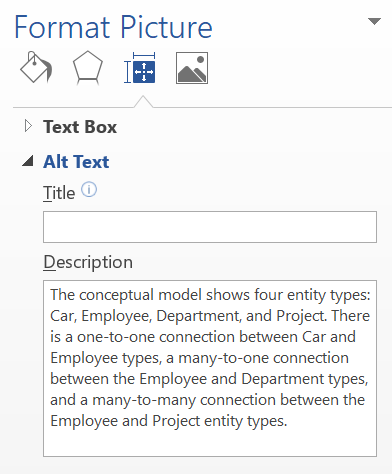 Format Picture
Text Box
Alt Text
Title
Description
The conceptual model shows four entity types:
Car, Employee, Department, and Project. There
is a one-to-one connection between Car and
Employee types, a many-to-one connection
between the Employee and Department types,
and a many-to-many connection between the
Employee and Project entity types.